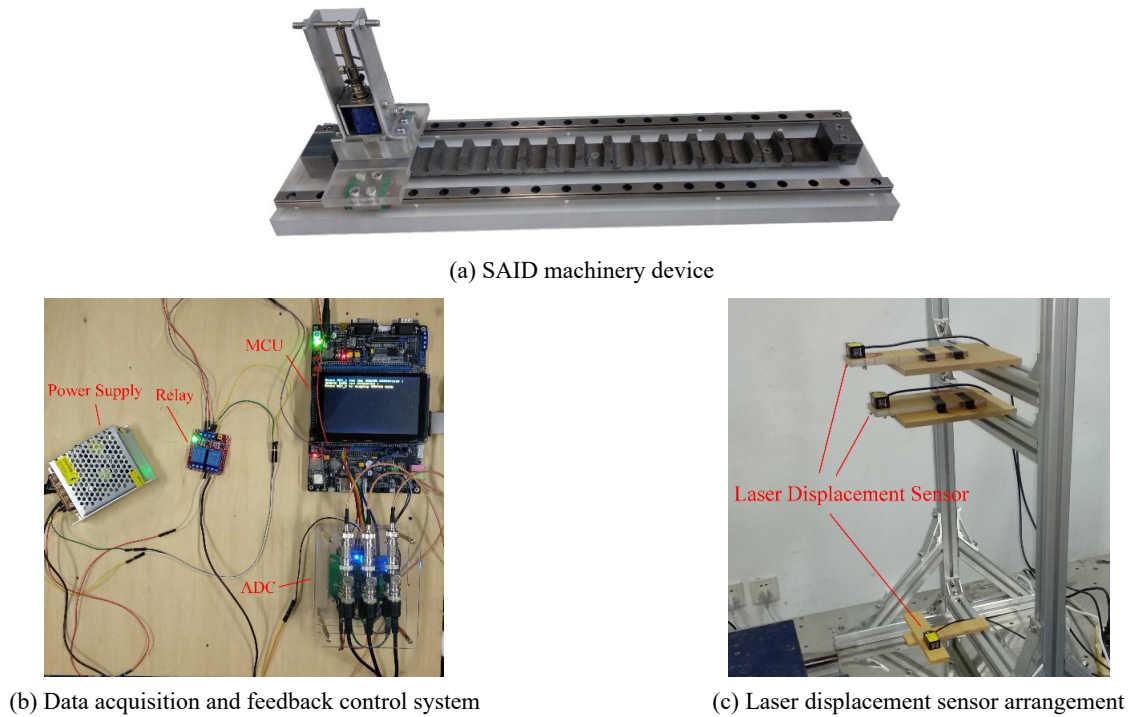 (a) SAID machinery device
MCU
Power Supply
Relay
ADC
Laser Displacement Sensor
(b) Data acquisition and feedback control system
(c) Laser displacement sensor arrangement